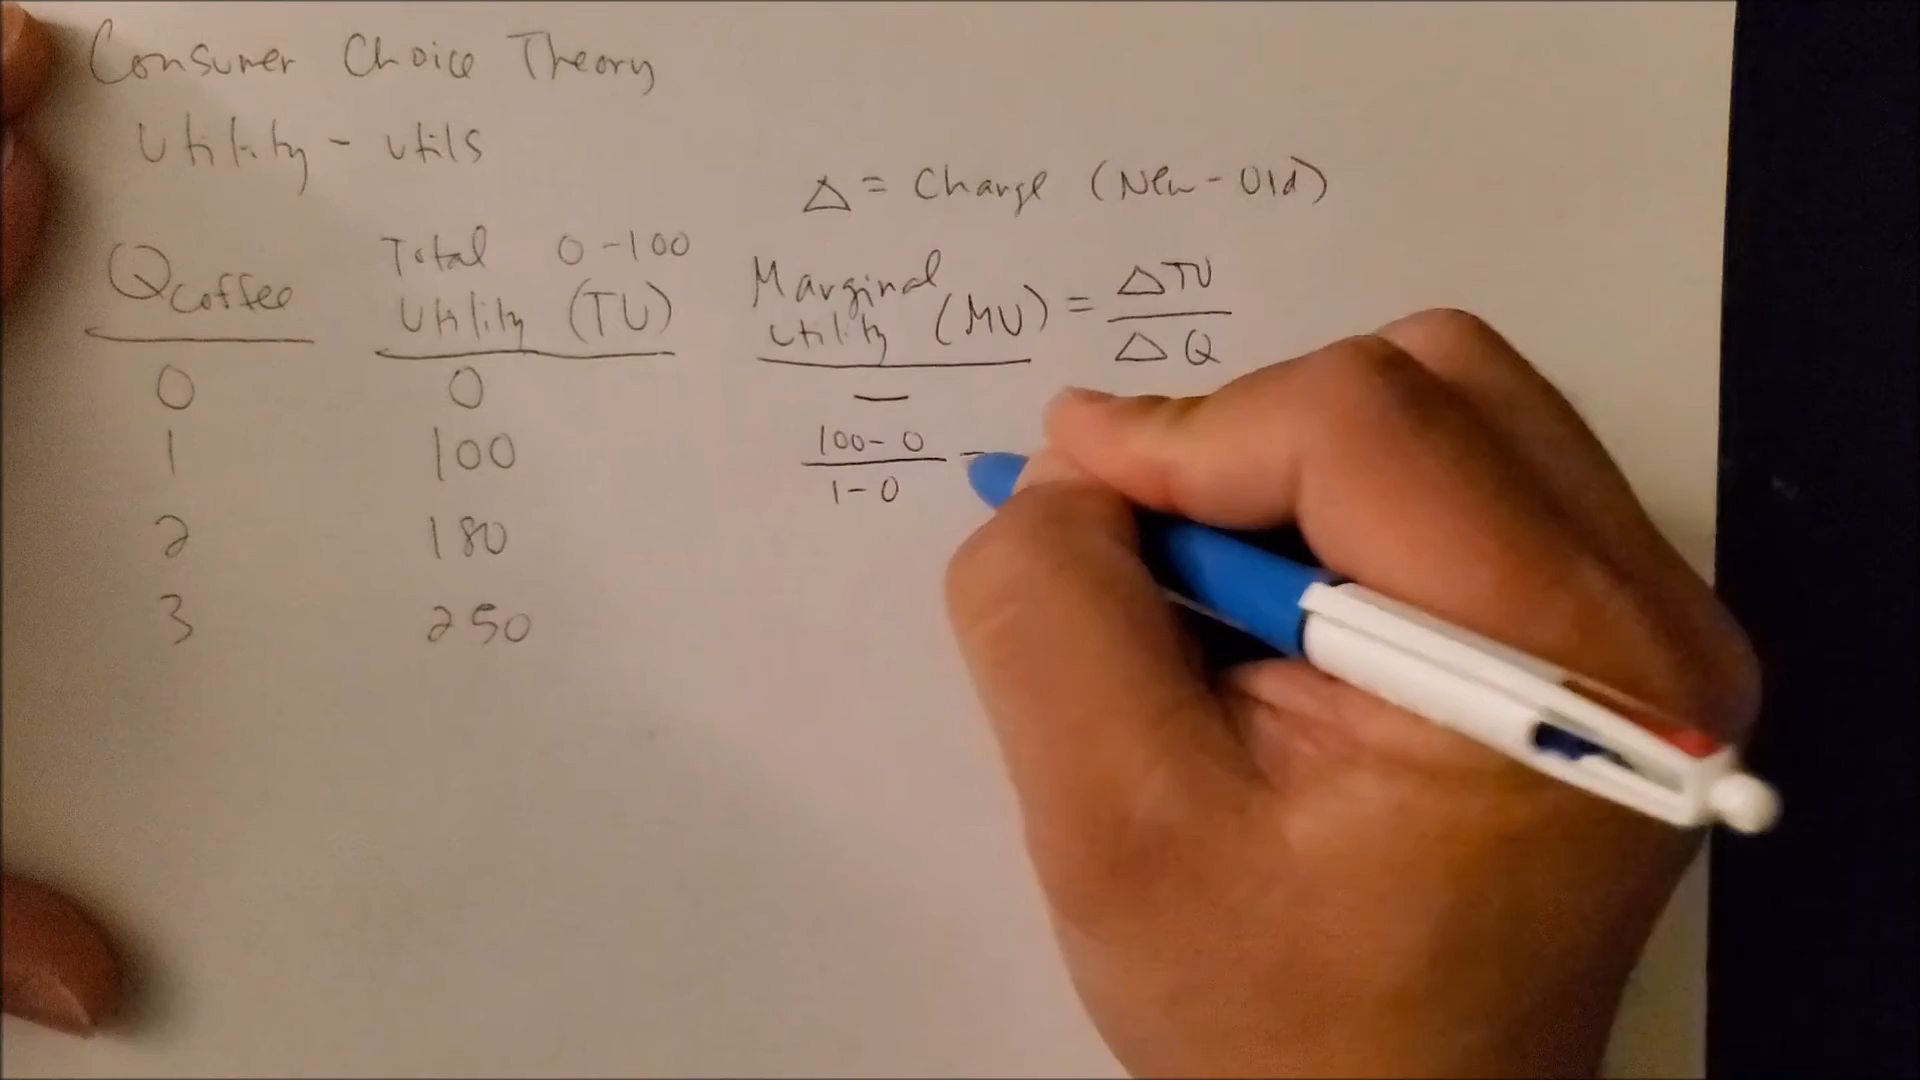 Consumer Choice Theory
Utility - utils
Δ = Change (New - Old)
Total 0-100
Qcoffee Utility (TU)
Marginal
Utility (MU) = ΔTU
ΔQ
0 0 —
1 100 100-0 -
1-0
2 180
3 250